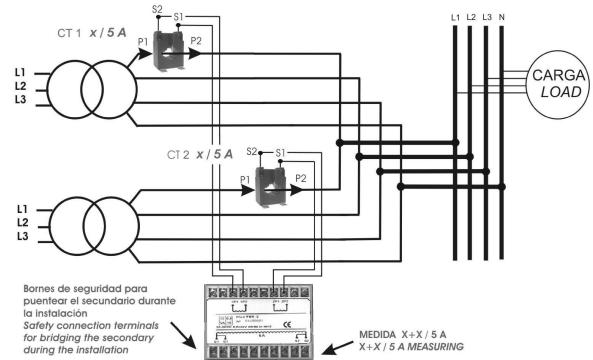 S2 S1
CT 1 x / 5 A
P1 P2
L1 L2 L3 N
L1
L2
L3
CARGA
LOAD
S2 S1
CT 2 x / 5 A
P1 P2
L1
L2
L3
Bornes de seguridad para
puentear el secundario durante
la instalación
Safety connection terminals
for bridging the secondary
during the installation
CE
MEDIDA X+X / 5 A
X+X / 5 A MEASURING